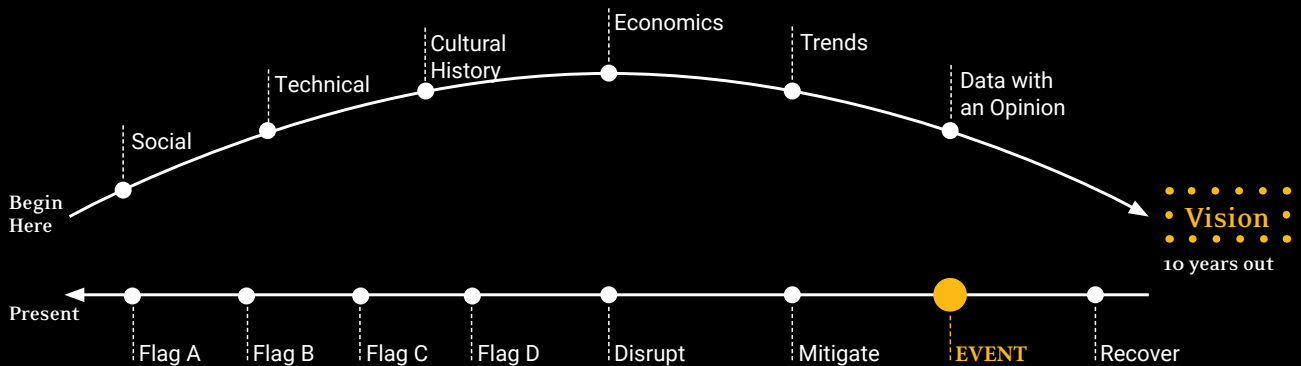 Economics
Cultural
History
Trends
Technical
Data with
an Opinion
Social
Begin
Here
Vision
10 years out
Present
Flag A
Flag B
Flag C
Flag D
Disrupt
Mitigate
EVENT
Recover